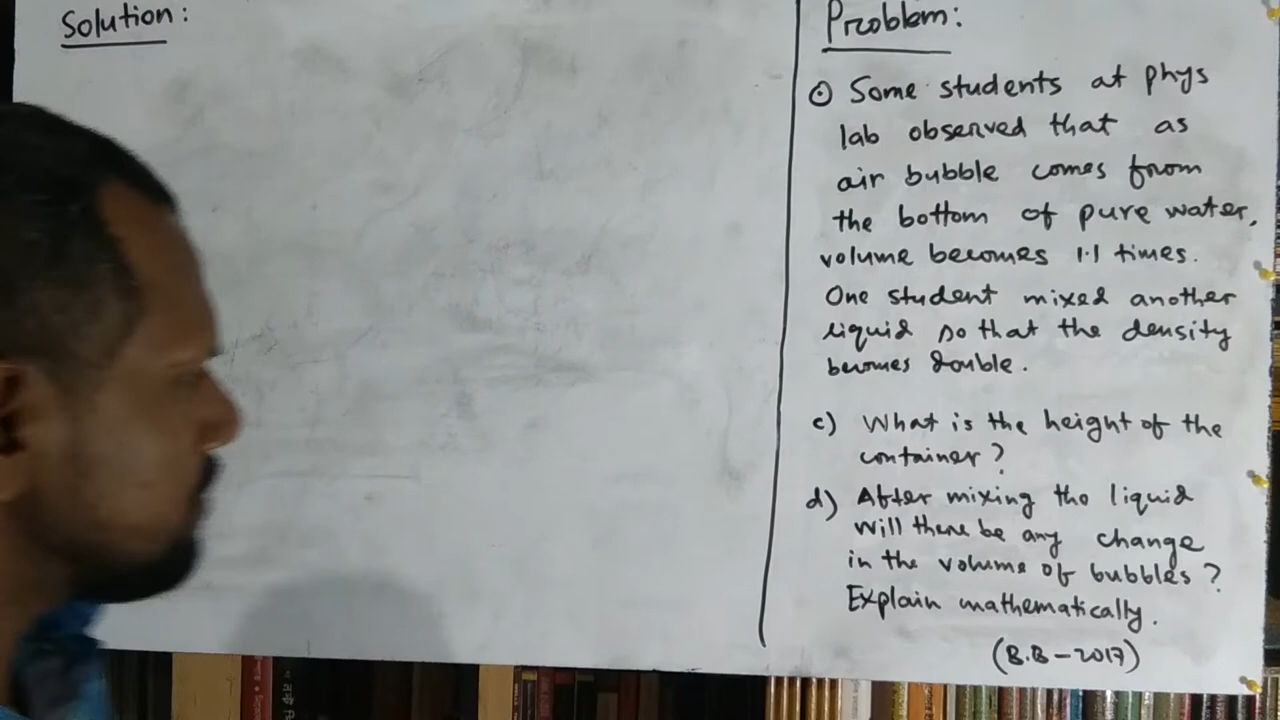 Solution:
Problem:
⊙ Some students at phys
lab observed that as
air bubble comes from
the bottom of pure water,
volume becomes 1.1 times.
One student mixed another
liquid so that the density
becomes double.
c) What is the height of the
container?
d) After mixing the liquid
will there be any change
in the volume of bubbles?
Explain mathematically.
(B.B-2017)